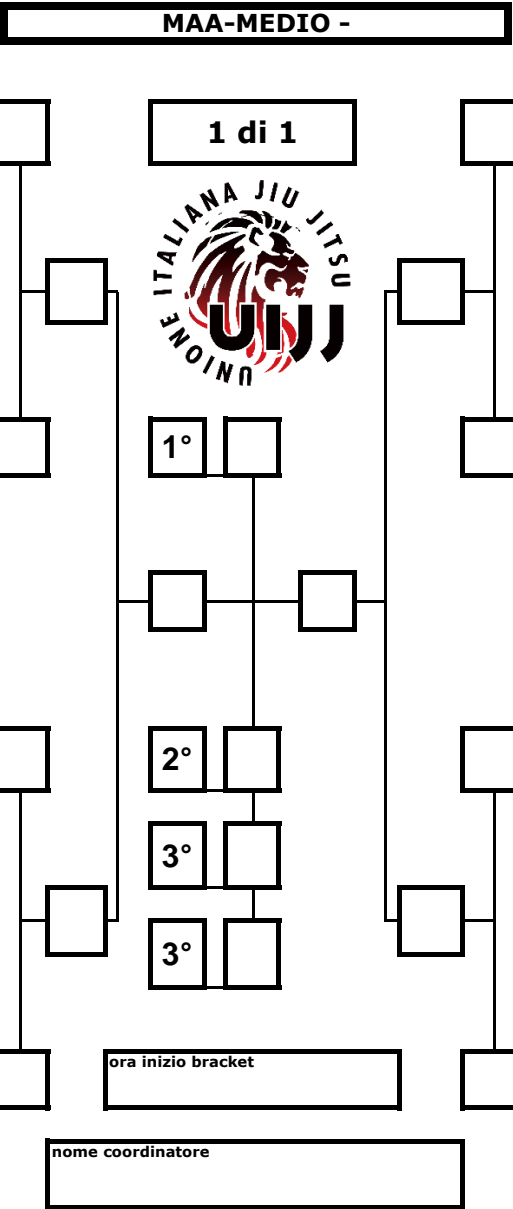 MAA-MEDIO -
1 di 1
UNIONE ITALIANA JIU JITSU
UIJJ
1°
2°
3°
3°
ora inizio bracket
nome coordinatore